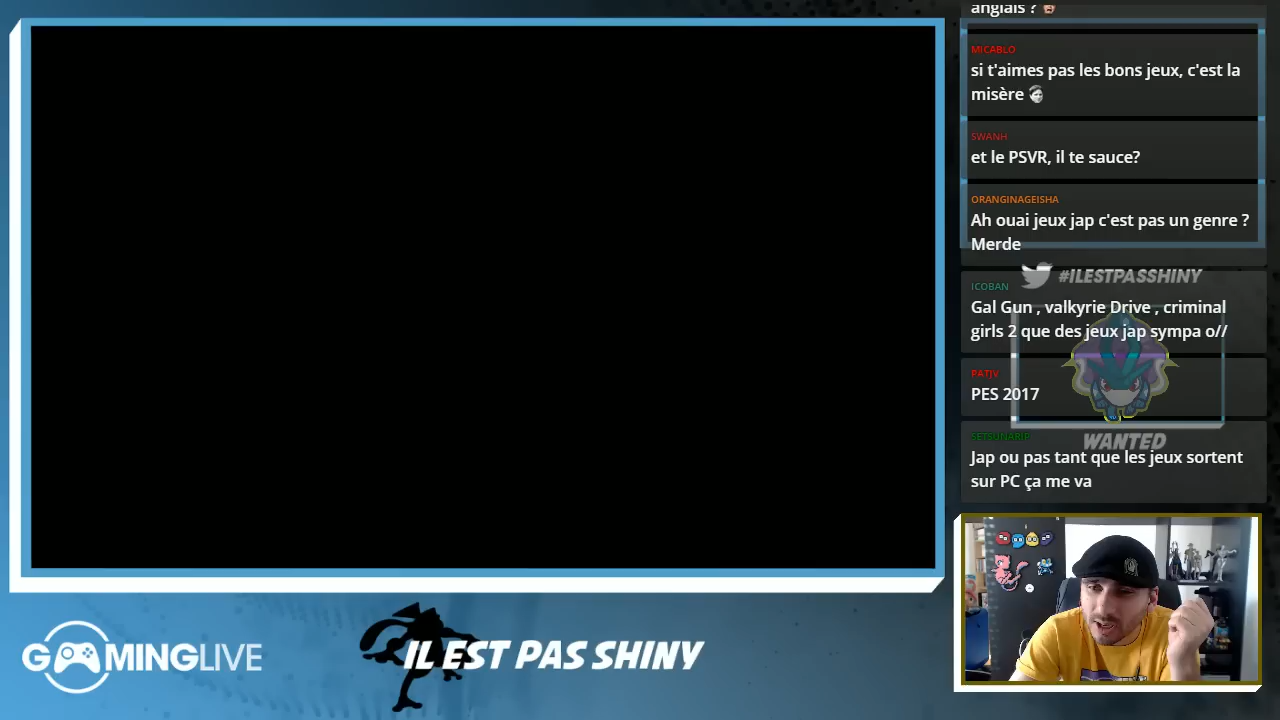 anglais ?
MICABLO
si t'aimes pas les bons jeux, c'est la
misère
SWANH
et le PSVR, il te sauce?
ORANGINAGEISHA
Ah ouai jeux jap c'est pas un genre ?
Merde
#ILESTPASSHINY
ICOBAN
Gal Gun , valkyrie Drive , criminal
girls 2 que des jeux jap sympa o//
PATJV
PES 2017
WANTED
SETSUNARIP
Jap ou pas tant que les jeux sortent
sur PC ça me va
GAMINGLIVE
IL EST PAS SHINY